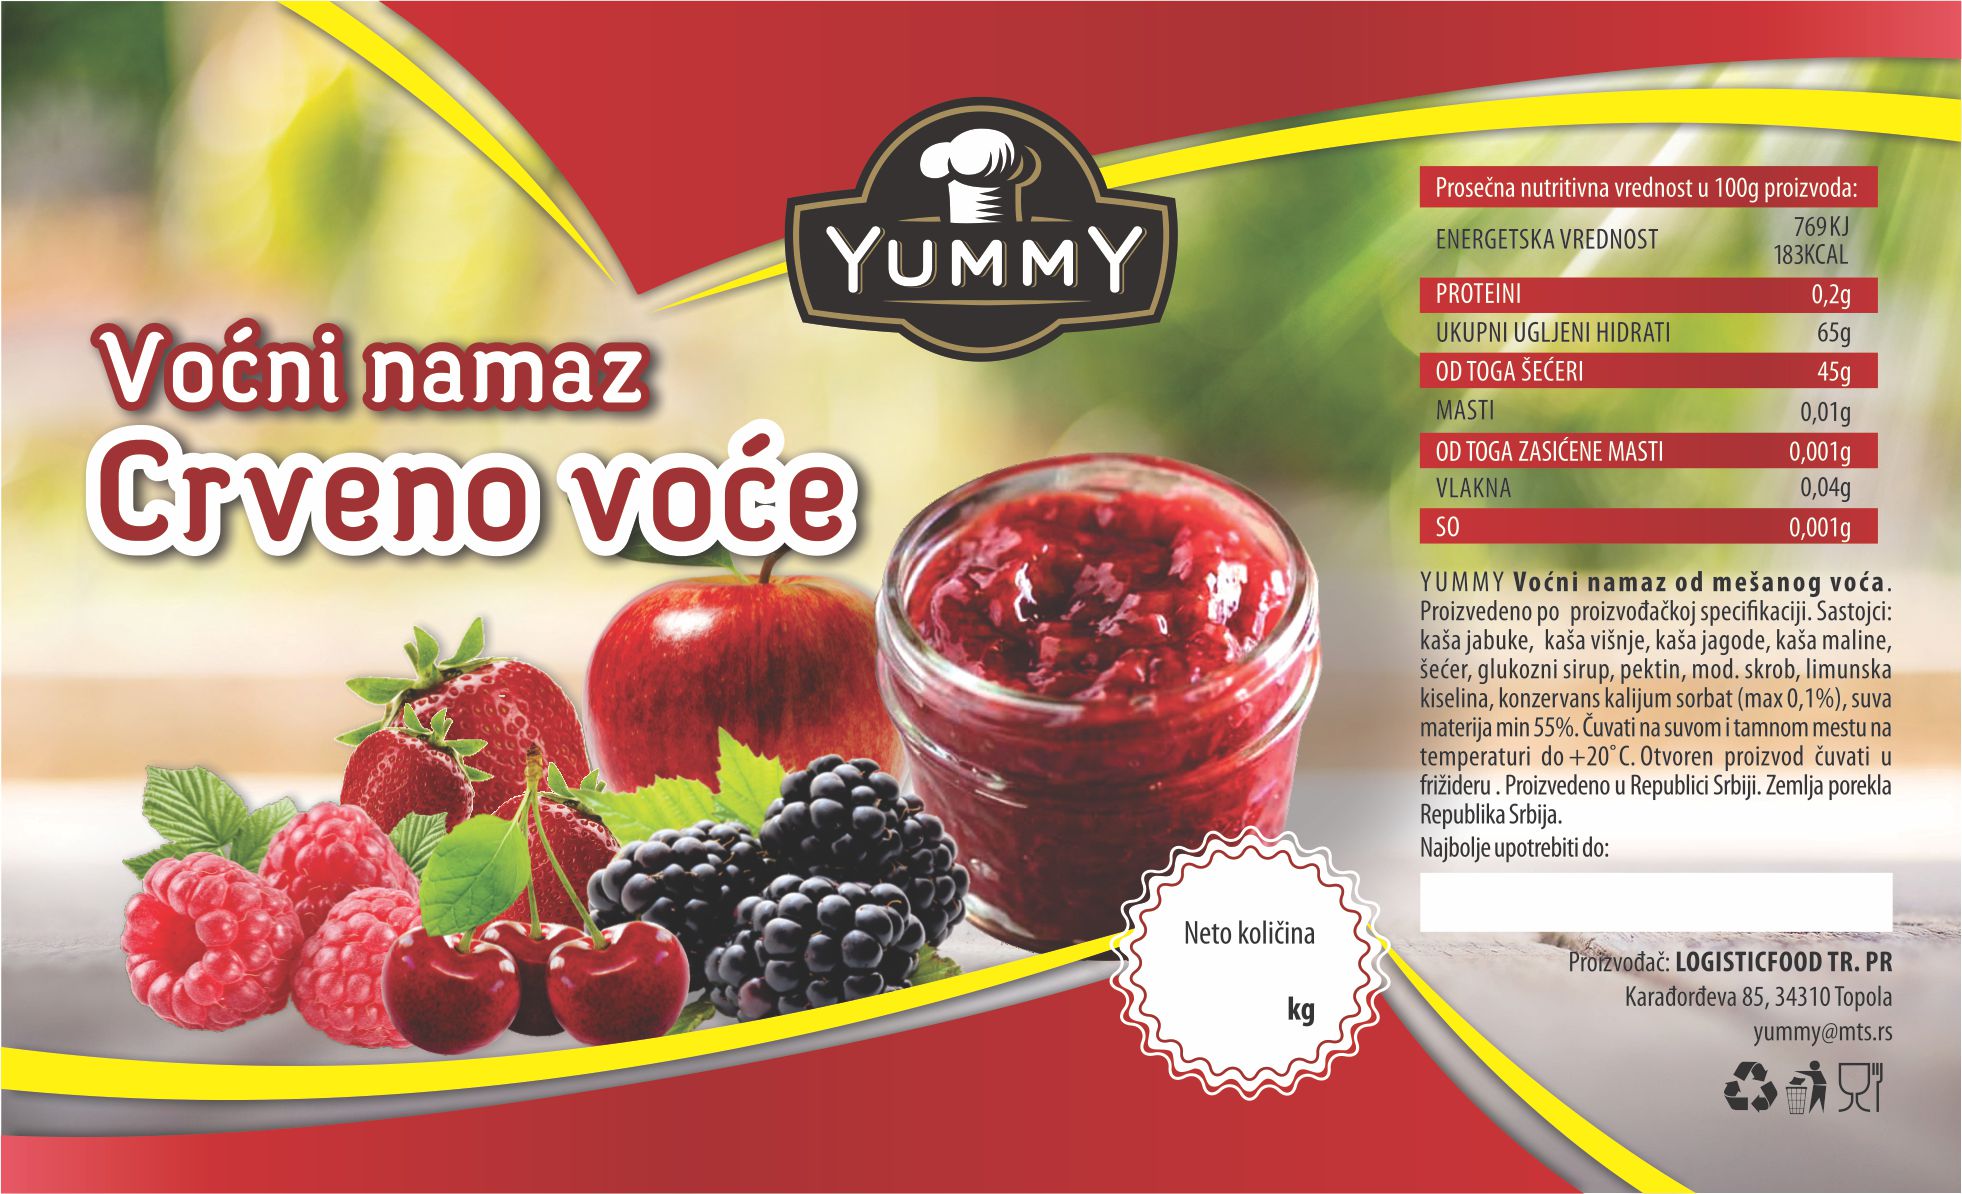 YUMMY
Voćni namaz
Crveno voće
Neto količina
kg
Prosečna nutritivna vrednost u 100g proizvoda:
ENERGETSKA VREDNOST 769KJ
183KCAL
PROTEINI 0,2g
UKUPNI UGLJENI HIDRATI 65g
OD TOGA ŠEĆERI 45g
MASTI 0,01g
OD TOGA ZASIĆENE MASTI 0,001g
VLAKNA 0,04g
SO 0,001g
YUMMY Voćni namaz od mešanog voća.
Proizvedeno po proizvođačkoj specifikaciji. Sastojci:
kaša jabuke, kaša višnje, kaša jagode, kaša maline,
šećer, glukozni sirup, pektin, mod. skrob, limunska
kiselina, konzervans kalijum sorbat (max 0,1%), suva
materija min 55%. Čuvati na suvom i tamnom mestu na
temperaturi do +20°C. Otvoren proizvod čuvati u
frižideru . Proizvedeno u Republici Srbiji. Zemlja porekla
Republika Srbija.
Najbolje upotrebiti do:
Proizvođač: LOGISTICFOOD TR. PR
Karađorđeva 85, 34310 Topola
yummy@mts.rs